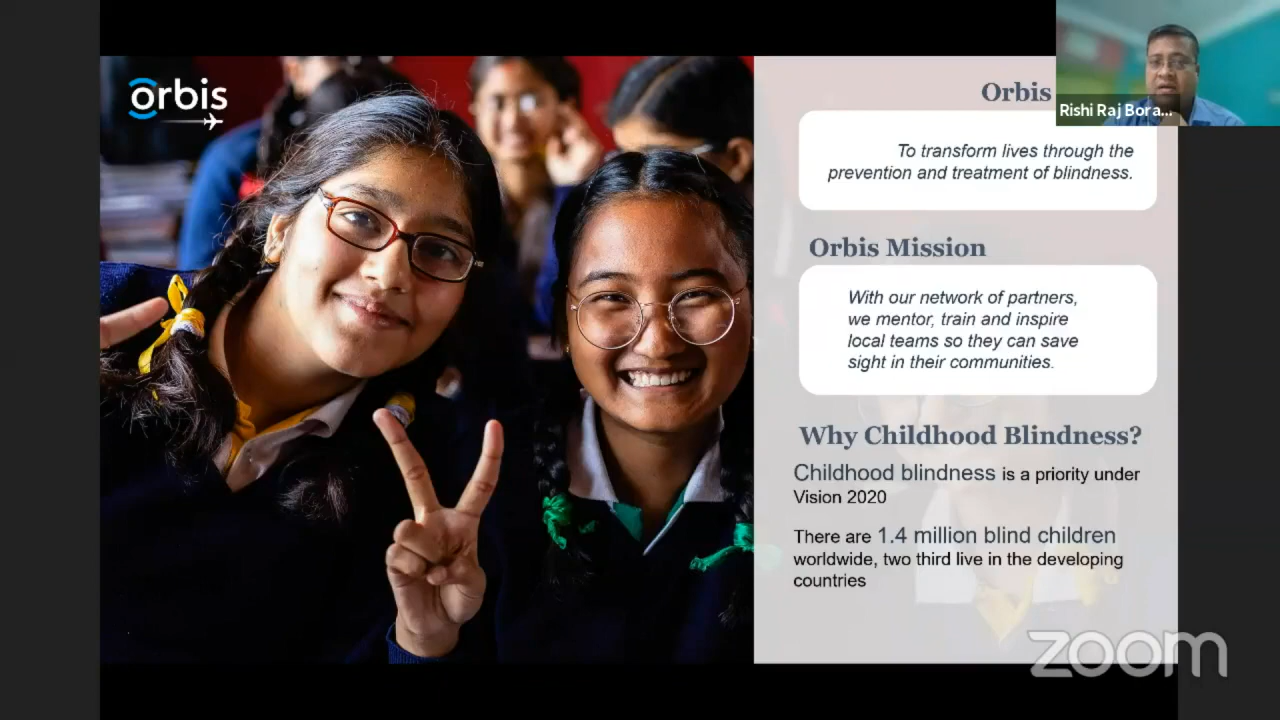 orbis
Orbis
Rishi Raj Bora...
To transform lives through the
prevention and treatment of blindness.
Orbis Mission
With our network of partners,
we mentor, train and inspire
local teams so they can save
sight in their communities.
Why Childhood Blindness?
Childhood blindness is a priority under
Vision 2020
There are 1.4 million blind children
worldwide, two third live in the developing
countries
zoom